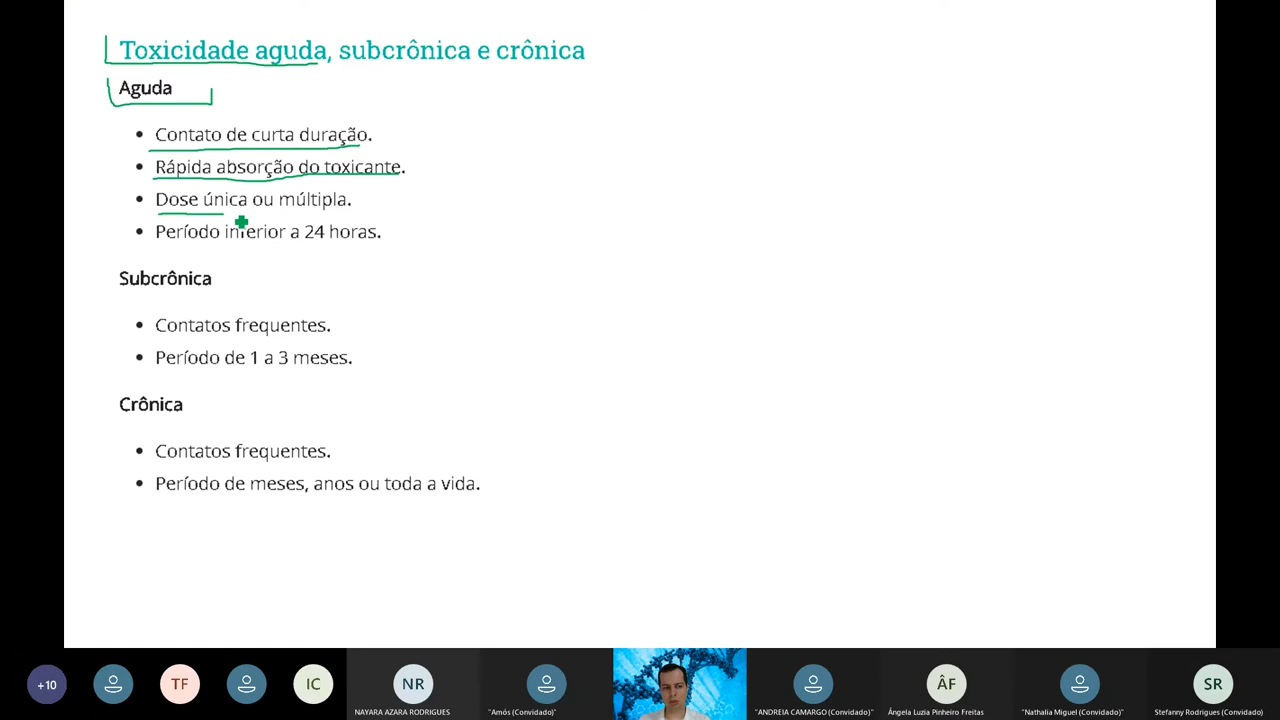 Toxicidade aguda, subcrônica e crônica
Aguda
• Contato de curta duração.
• Rápida absorção do toxicante.
• Dose única ou múltipla.
• Período inferior a 24 horas.
Subcrônica
• Contatos frequentes.
• Período de 1 a 3 meses.
Crônica
• Contatos frequentes.
• Período de meses, anos ou toda a vida.
+10
TF
IC
NR
ÂF
SR
NAYARA AZARA RODRIGUES
"Amós (Convidado)"
"ANDREIA CAMARGO (Convidado)"
Ângela Luzia Pinheiro Freitas
"Nathalia Miguel (Convidado)"
Stefanny Rodrigues (Convidado)